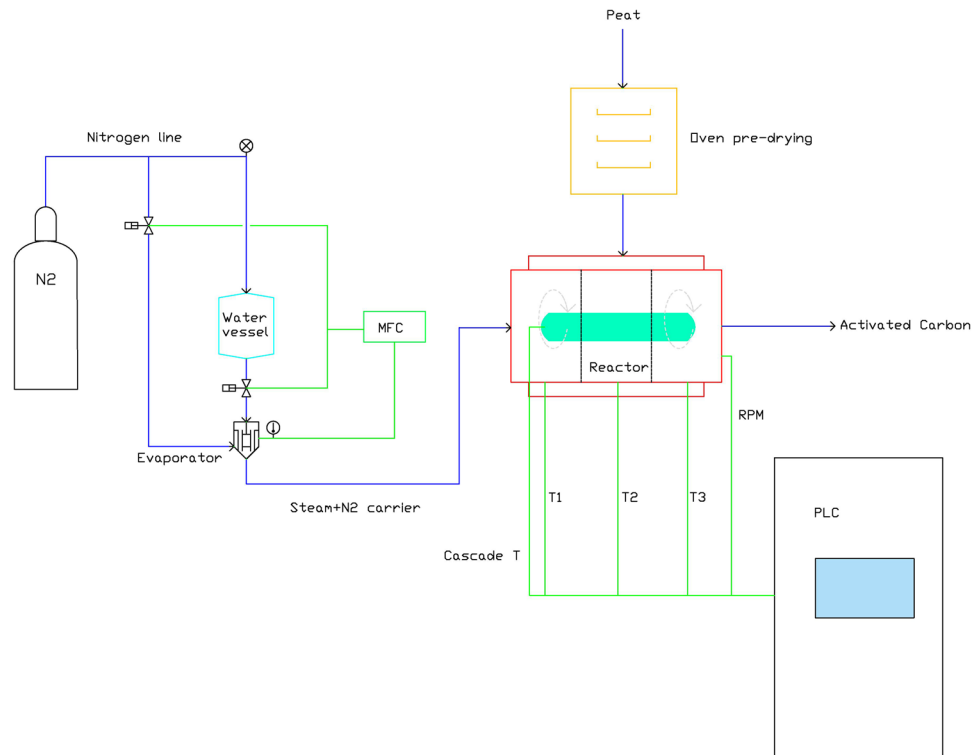 Peat
Nitrogen line
Oven pre-drying
N2
Water
vessel
MFC
Activated Carbon
Reactor
RPM
Evaporator
T1
T2
T3
Steam+N2 carrier
PLC
Cascade T